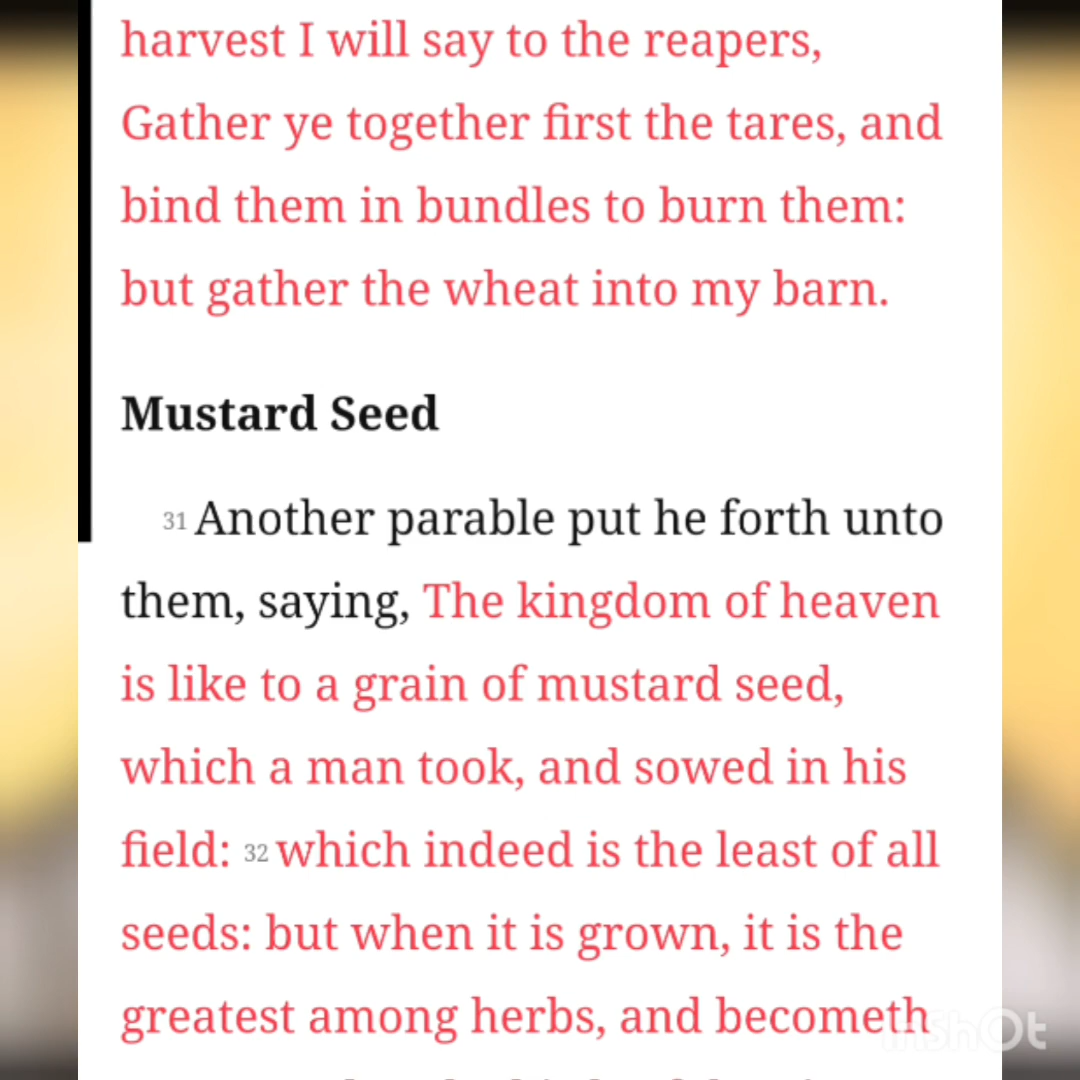 harvest I will say to the reapers,
Gather ye together first the tares, and
bind them in bundles to burn them:
but gather the wheat into my barn.
Mustard Seed
31 Another parable put he forth unto
them, saying, The kingdom of heaven
is like to a grain of mustard seed,
which a man took, and sowed in his
field: 32 which indeed is the least of all
seeds: but when it is grown, it is the
greatest among herbs, and becometh
InShOt